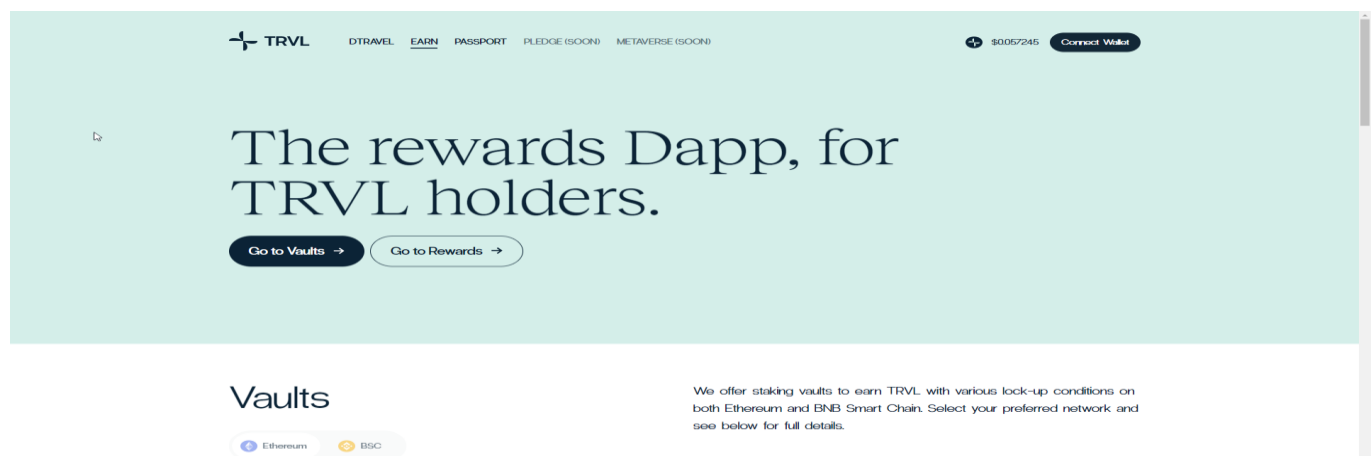 TRVL DTRAVEL EARN PASSPORT PLEDGE (SOON) METAVERSE (SOON) $0.057245 Connect Wallet
The rewards Dapp, for
TRVL holders.
Go to Vaults → Go to Rewards →
Vaults
We offer staking vaults to earn TRVL with various lock-up conditions on
both Ethereum and BNB Smart Chain. Select your preferred network and
see below for full details.
Ethereum BSC